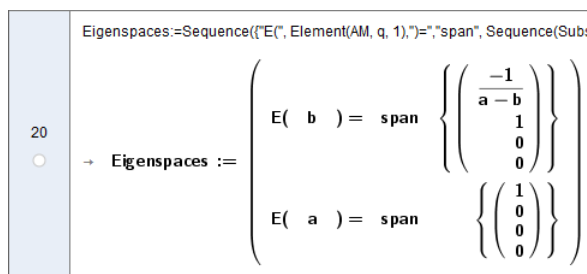 Eigenspaces:=Sequence({"E(", Element(AM, q, 1),")=","span", Sequence(Subs
20
→ Eigenspaces :=
E( b ) = span { ( -1 / a − b
1
0
0 ) }
E( a ) = span { ( 1
0
0
0 ) }